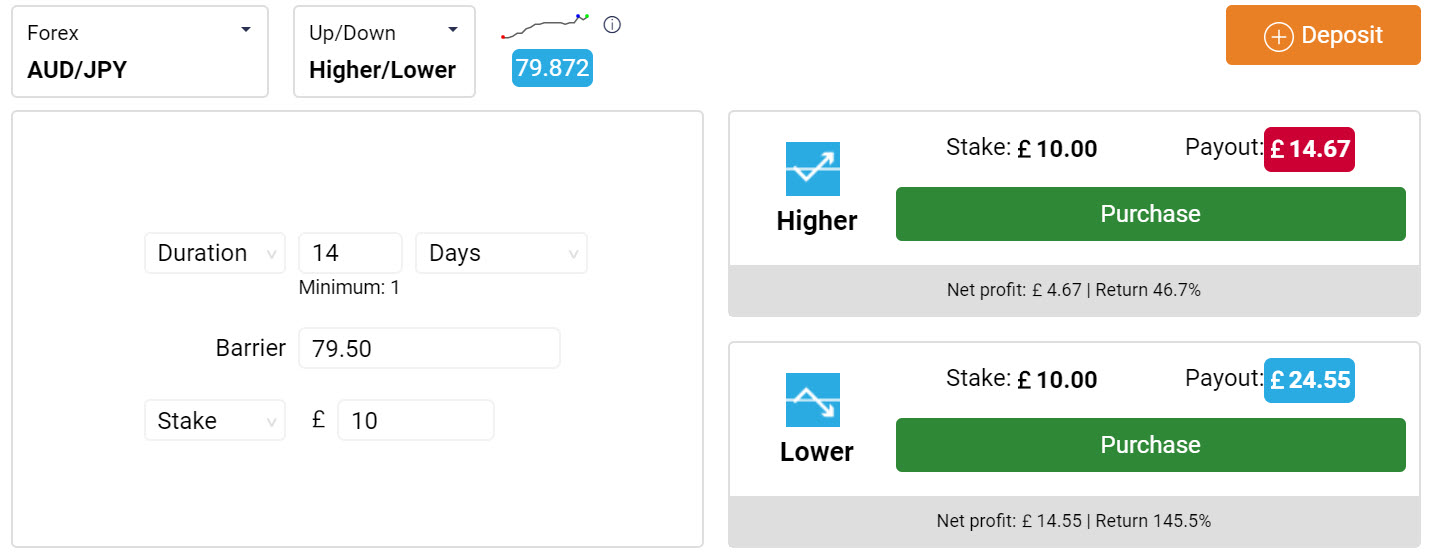 Forex
AUD/JPY
Up/Down
Higher/Lower
79.872
Deposit
Duration 14 Days
Minimum: 1
Barrier 79.50
Stake £ 10
Stake: £ 10.00 Payout: £ 14.67
Higher
Purchase
Net profit: £ 4.67 | Return 46.7%
Stake: £ 10.00 Payout: £ 24.55
Lower
Purchase
Net profit: £ 14.55 | Return 145.5%